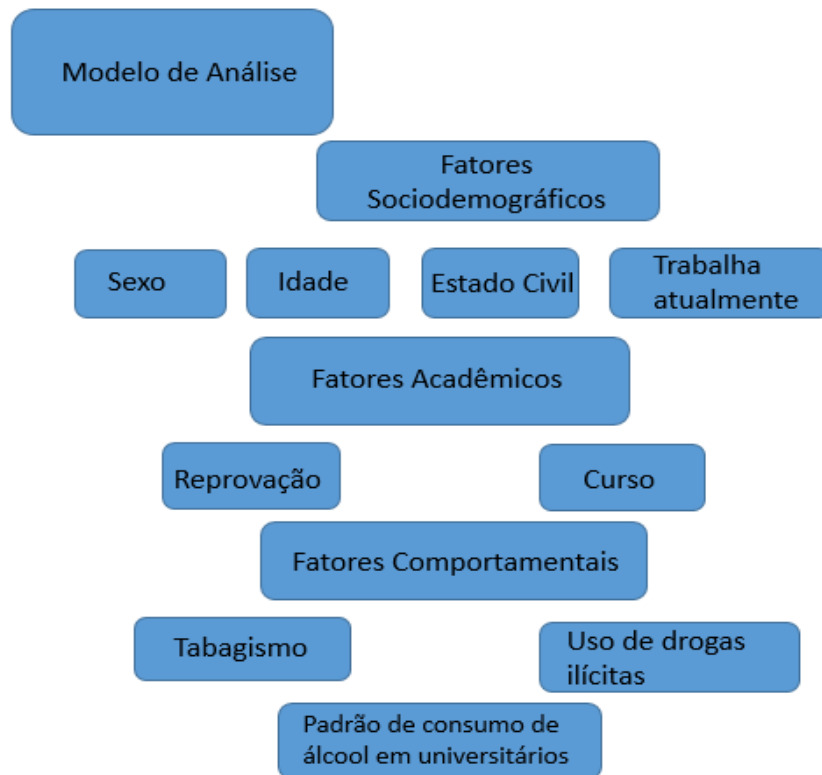 Modelo de Análise
Fatores
Sociodemográficos
Sexo
Idade
Estado Civil
Trabalha
atualmente
Fatores Acadêmicos
Reprovação
Curso
Fatores Comportamentais
Tabagismo
Uso de drogas
ilícitas
Padrão de consumo de
álcool em universitários